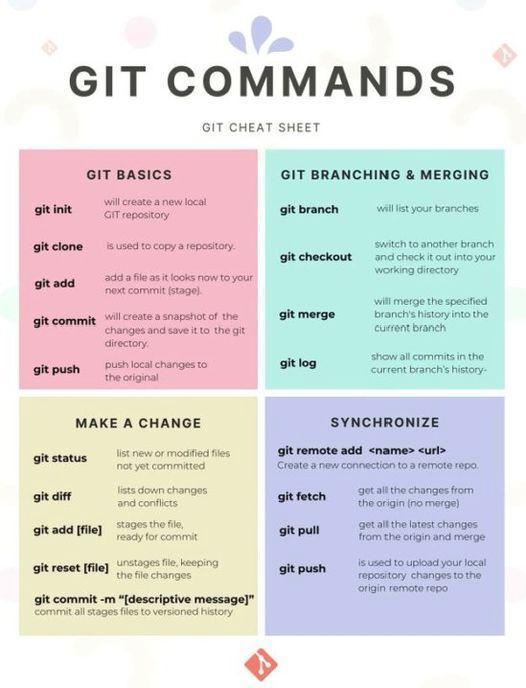 GIT COMMANDS
GIT CHEAT SHEET
GIT BASICS
git init
will create a new local
GIT repository
git clone
is used to copy a repository.
git add
add a file as it looks now to your
next commit (stage).
git commit
will create a snapshot of the
changes and save it to the git
directory.
git push
push local changes to
the original
GIT BRANCHING & MERGING
git branch
will list your branches
git checkout
switch to another branch
and check it out into your
working directory
git merge
will merge the specified
branch's history into the
current branch
git log
show all commits in the
current branch's history-
MAKE A CHANGE
git status
list new or modified files
not yet committed
git diff
lists down changes
and conflicts
git add [file]
stages the file,
ready for commit
git reset [file]
unstages file, keeping
the file changes
git commit -m “[descriptive message]”
commit all stages files to versioned history
SYNCHRONIZE
git remote add <name> <url>
Create a new connection to a remote repo.
git fetch
get all the changes from
the origin (no merge)
git pull
get all the latest changes
from the origin and merge
git push
is used to upload your local
repository changes to the
origin remote repo